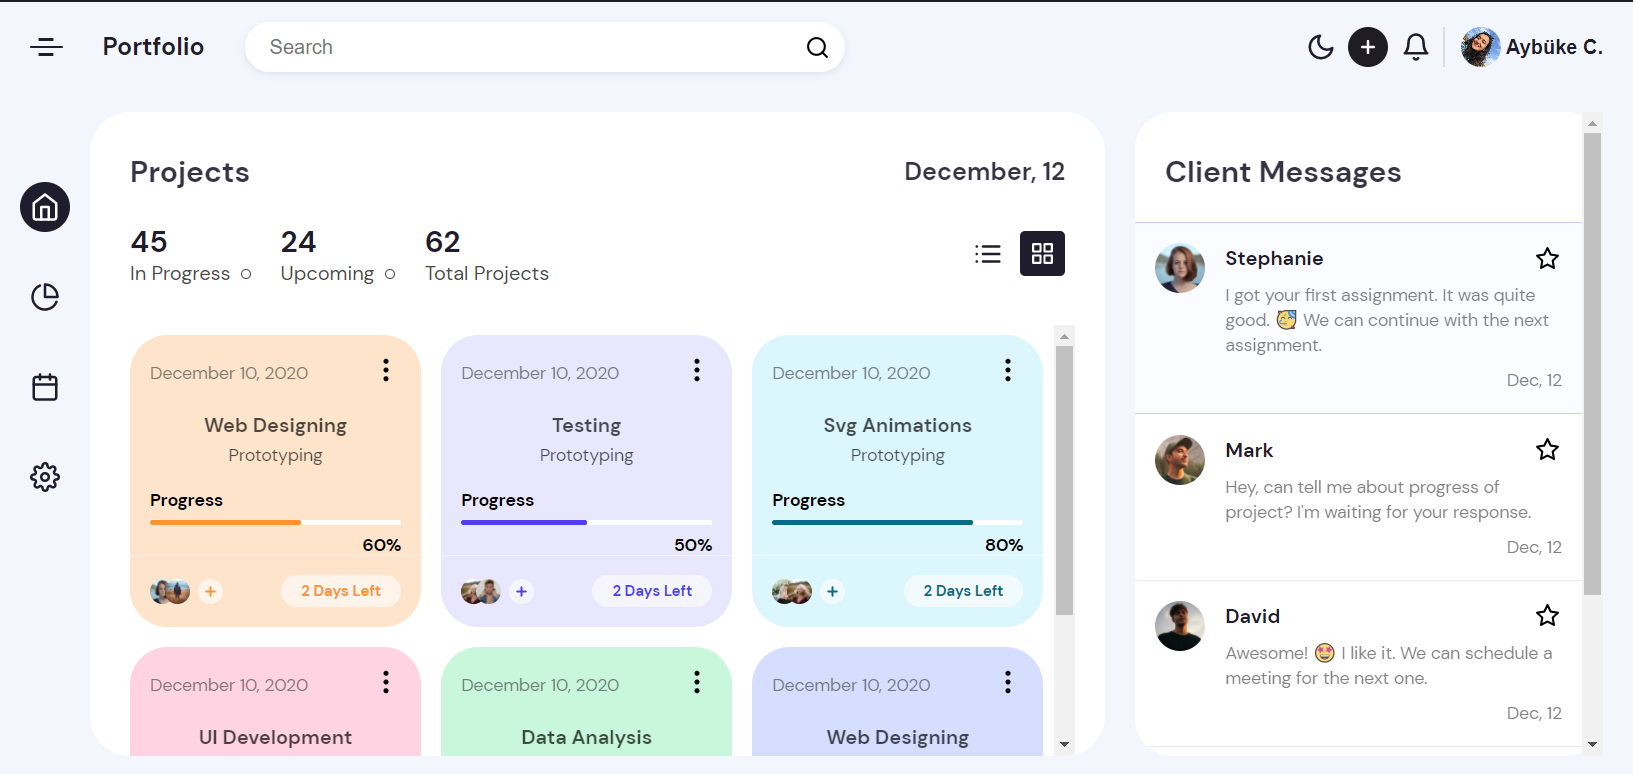 Portfolio
Search
Aybüke C.
Projects
December, 12
45
In Progress
24
Upcoming
62
Total Projects
December 10, 2020
Web Designing
Prototyping
Progress
60%
2 Days Left
December 10, 2020
Testing
Prototyping
Progress
50%
2 Days Left
December 10, 2020
Svg Animations
Prototyping
Progress
80%
2 Days Left
December 10, 2020
UI Development
December 10, 2020
Data Analysis
December 10, 2020
Web Designing
Client Messages
Stephanie
I got your first assignment. It was quite
good. 🥳 We can continue with the next
assignment.
Dec, 12
Mark
Hey, can tell me about progress of
project? I'm waiting for your response.
Dec, 12
David
Awesome! 🤩 I like it. We can schedule a
meeting for the next one.
Dec, 12